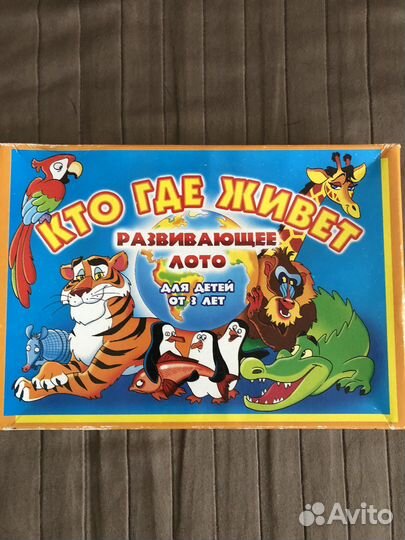 КТО ГДЕ ЖИВЕТ
РАЗВИВАЮЩЕЕ
ЛОТО
ДЛЯ ДЕТЕЙ
ОТ 3 ЛЕТ
Avito